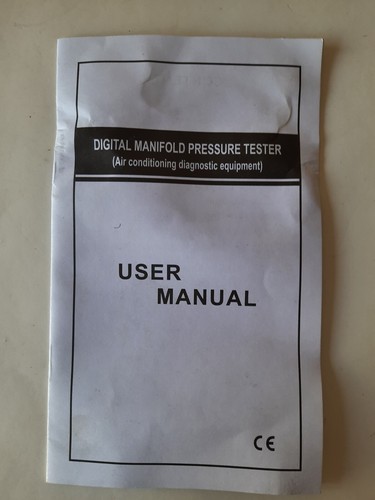 DIGITAL MANIFOLD PRESSURE TESTER
(Air conditioning diagnostic equipment)
USER
MANUAL
CE